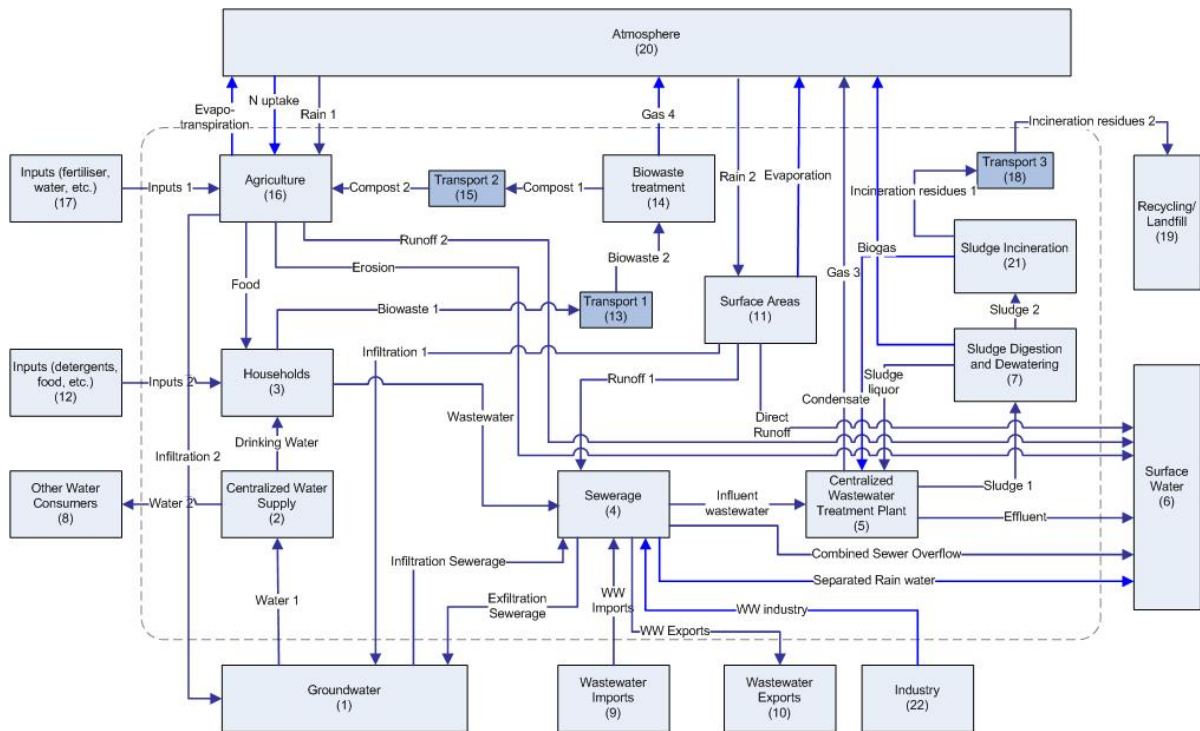 Atmosphere
(20)
N uptake
Evapo-
transpiration
Rain 1
Gas 4
Incineration residues 2
Inputs (fertiliser,
water, etc.)
(17)
Inputs 1
Agriculture
(16)
Compost 2
Transport 2
(15)
Compost 1
Biowaste
treatment
(14)
Rain 2
Evaporation
Transport 3
(18)
Incineration residues 1
Recycling/
Landfill
(19)
Runoff 2
Erosion
Food
Biowaste 2
Gas 3
Biogas
Sludge Incineration
(21)
Biowaste 1
Transport 1
(13)
Surface Areas
(11)
Sludge 2
Infiltration 1
Inputs (detergents,
food, etc.)
(12)
Inputs 2
Households
(3)
Runoff 1
Sludge
liquor
Sludge Digestion
and Dewatering
(7)
Wastewater
Condensate
Direct
Runoff
Drinking Water
Infiltration 2
Other Water
Consumers
(8)
Water 2
Centralized Water
Supply
(2)
Sewerage
(4)
Influent
wastewater
Centralized
Wastewater
Treatment Plant
(5)
Sludge 1
Effluent
Surface
Water
(6)
Infiltration Sewerage
Combined Sewer Overflow
Separated Rain water
Water 1
Exfiltration
Sewerage
WW
Imports
WW industry
WW Exports
Groundwater
(1)
Wastewater
Imports
(9)
Wastewater
Exports
(10)
Industry
(22)